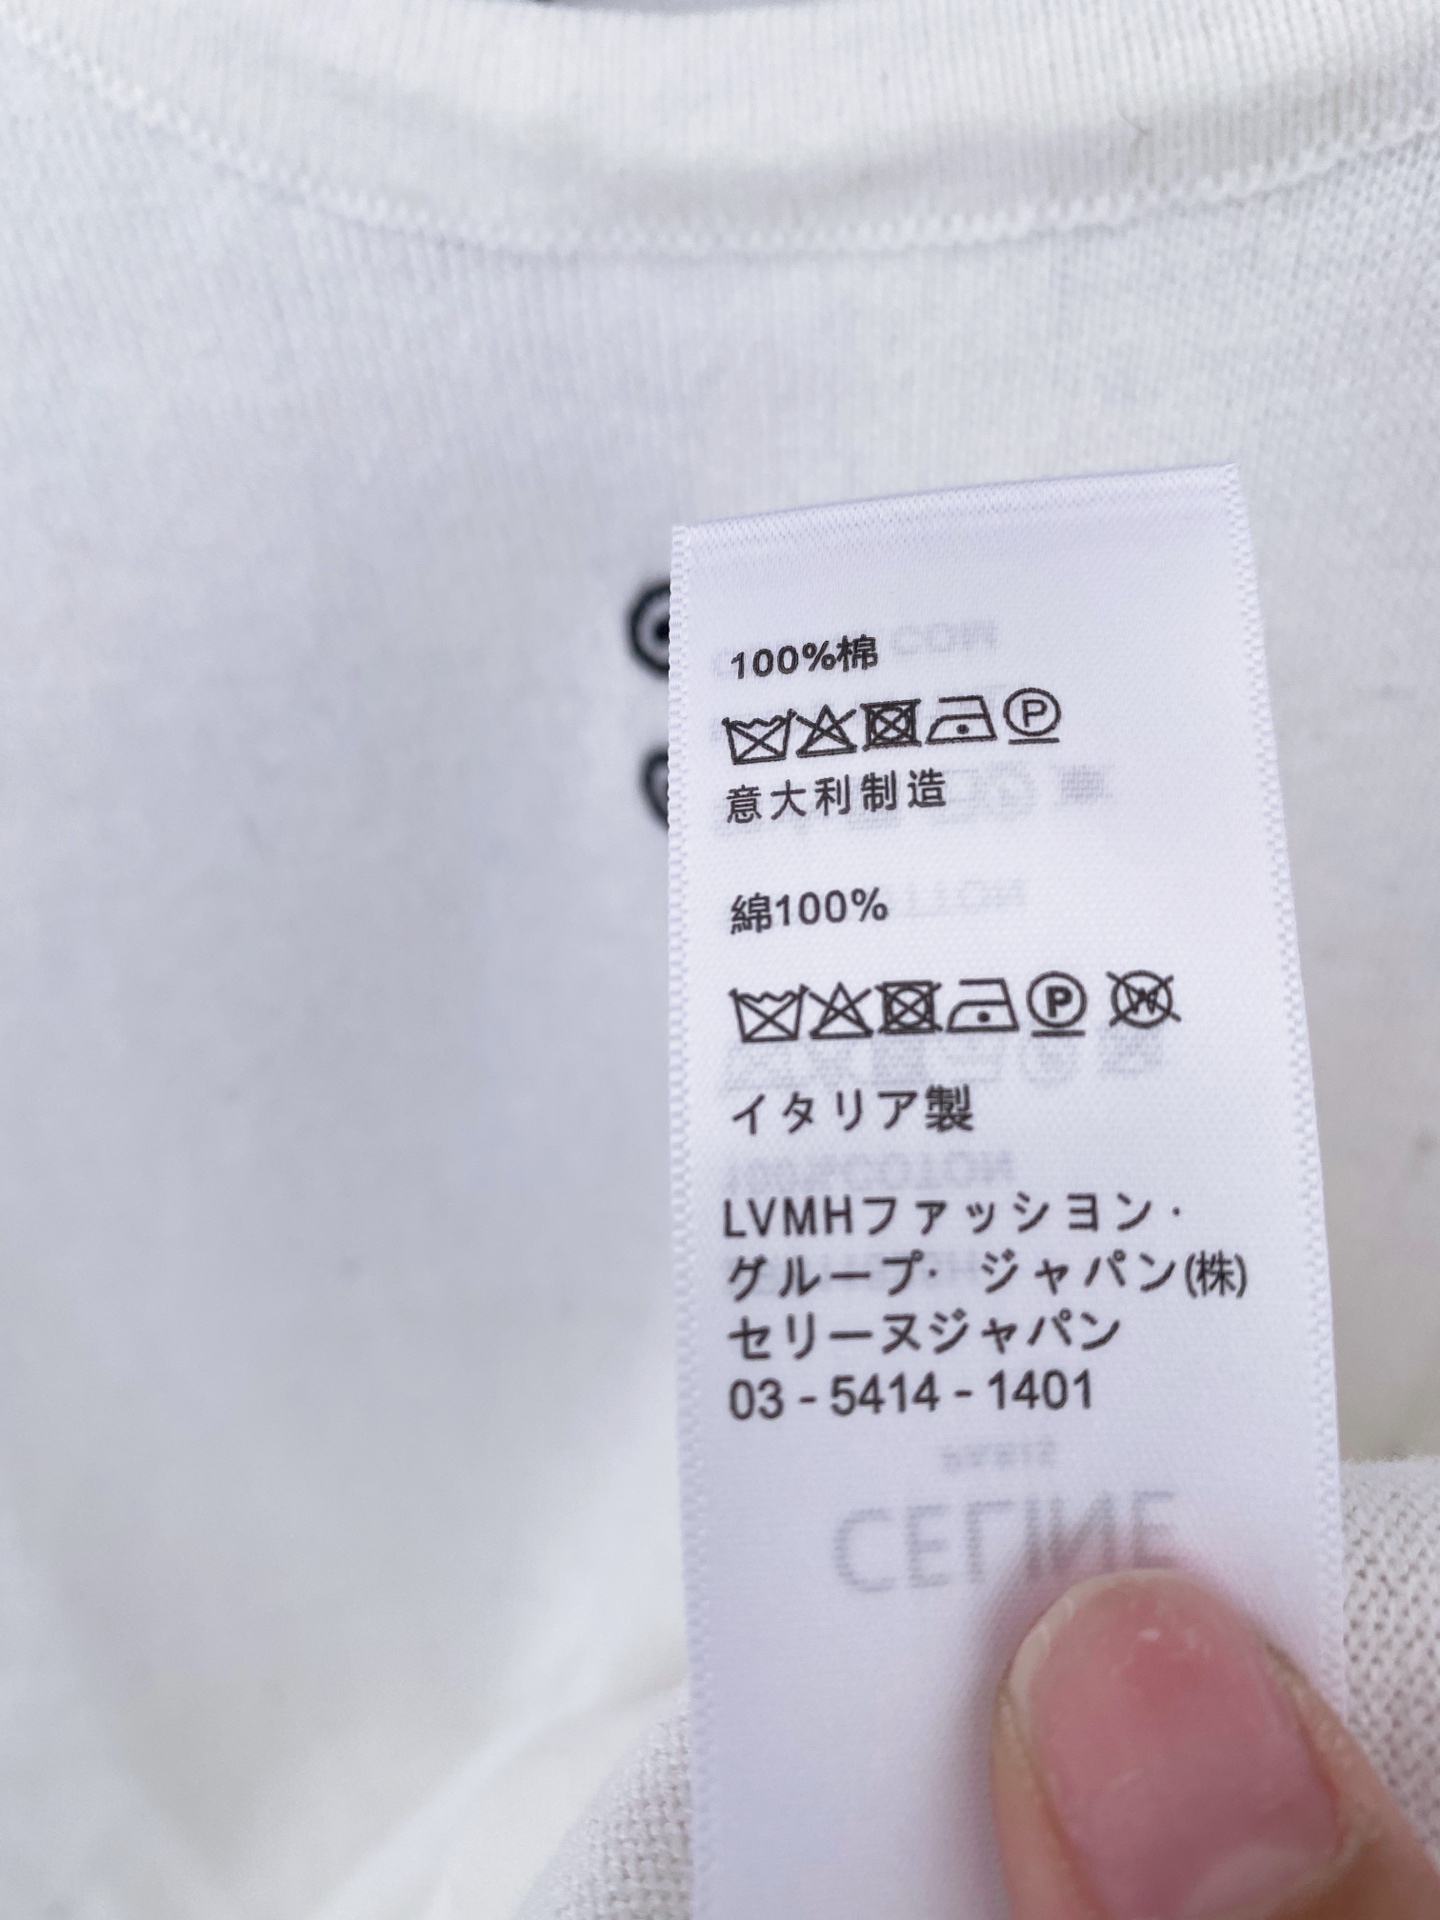 100%棉
P
意大利制造
綿100%
P W
イタリア製
LVMHファッション・
グループ・ ジャパン(株)
セリーヌジャパン
03-5414-1401
PARIS
CELINE